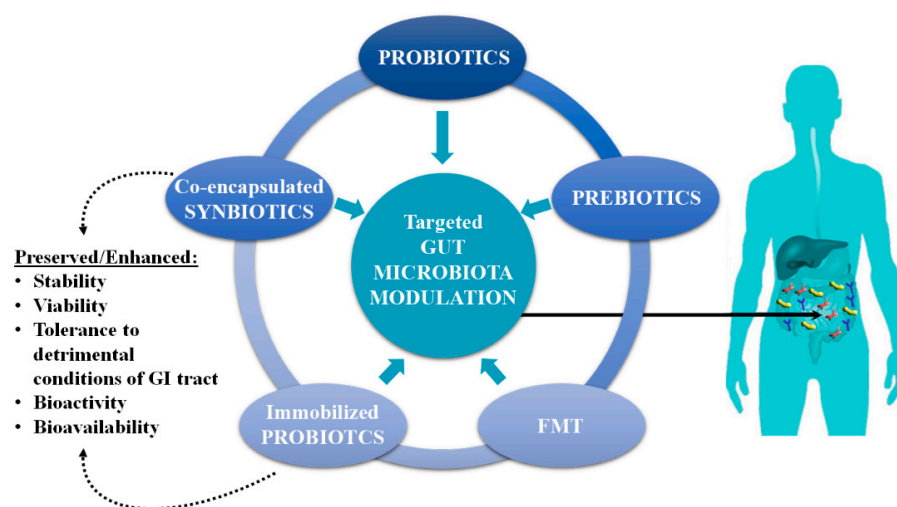 PROBIOTICS
Co-encapsulated
SYNBIOTICS
PREBIOTICS
Targeted
GUT
MICROBIOTA
MODULATION
Preserved/Enhanced:
• Stability
• Viability
• Tolerance to
detrimental
conditions of GI tract
• Bioactivity
• Bioavailability
Immobilized
PROBIOTCS
FMT